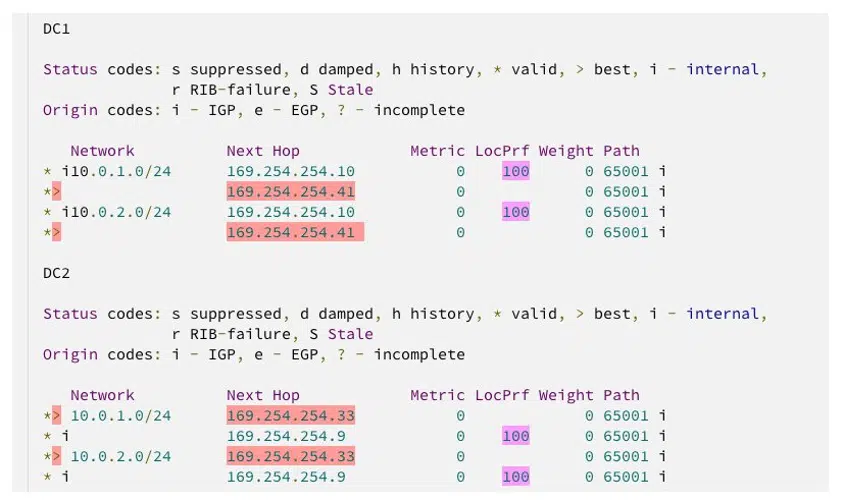 DC1
Status codes: s suppressed, d damped, h history, * valid, > best, i - internal,
r RIB-failure, S Stale
Origin codes: i - IGP, e - EGP, ? - incomplete
Network Next Hop Metric LocPrf Weight Path
* i10.0.1.0/24 169.254.254.10 0 100 0 65001 i
*> 169.254.254.41 0 0 65001 i
* i10.0.2.0/24 169.254.254.10 0 100 0 65001 i
*> 169.254.254.41 0 0 65001 i
DC2
Status codes: s suppressed, d damped, h history, * valid, > best, i - internal,
r RIB-failure, S Stale
Origin codes: i - IGP, e - EGP, ? - incomplete
Network Next Hop Metric LocPrf Weight Path
*> 10.0.1.0/24 169.254.254.33 0 0 65001 i
* i 169.254.254.9 0 100 0 65001 i
*> 10.0.2.0/24 169.254.254.33 0 0 65001 i
* i 169.254.254.9 0 100 0 65001 i